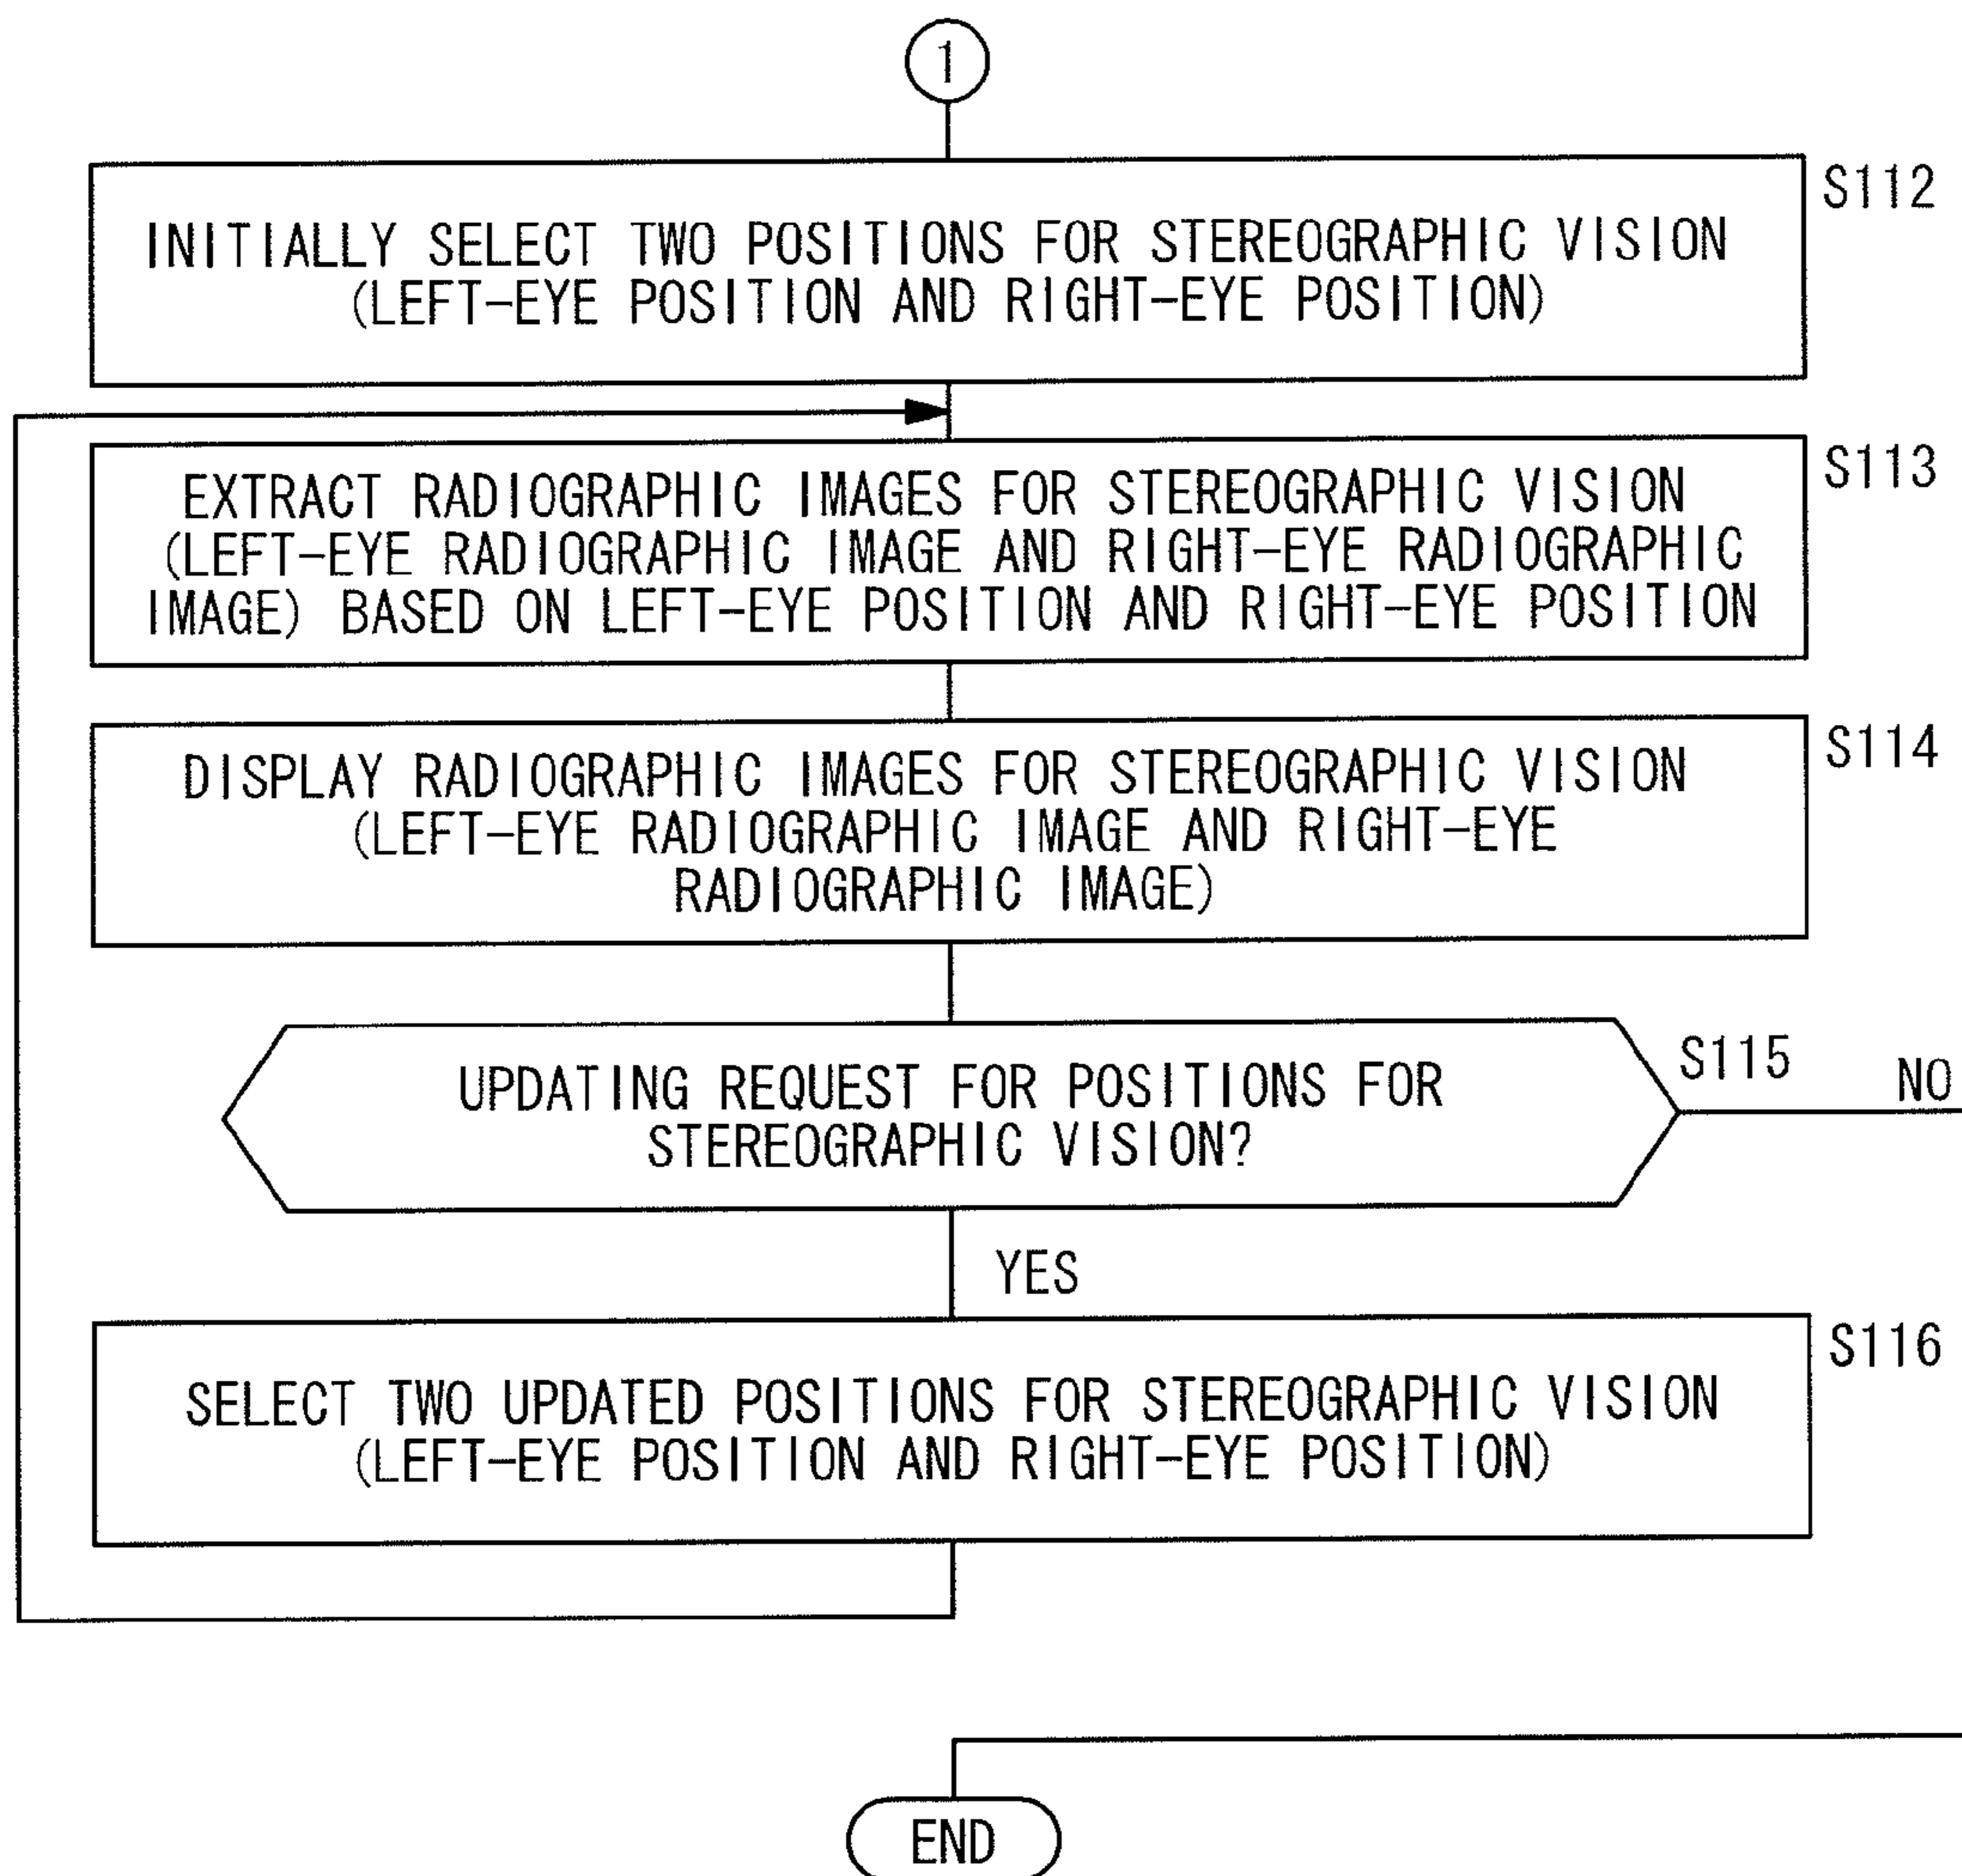 1
S112
INITIALLY SELECT TWO POSITIONS FOR STEREOGRAPHIC VISION
(LEFT-EYE POSITION AND RIGHT-EYE POSITION)
S113
EXTRACT RADIOGRAPHIC IMAGES FOR STEREOGRAPHIC VISION
(LEFT-EYE RADIOGRAPHIC IMAGE AND RIGHT-EYE RADIOGRAPHIC
IMAGE) BASED ON LEFT-EYE POSITION AND RIGHT-EYE POSITION
S114
DISPLAY RADIOGRAPHIC IMAGES FOR STEREOGRAPHIC VISION
(LEFT-EYE RADIOGRAPHIC IMAGE AND RIGHT-EYE
RADIOGRAPHIC IMAGE)
S115
NO
UPDATING REQUEST FOR POSITIONS FOR
STEREOGRAPHIC VISION?
YES
S116
SELECT TWO UPDATED POSITIONS FOR STEREOGRAPHIC VISION
(LEFT-EYE POSITION AND RIGHT-EYE POSITION)
END